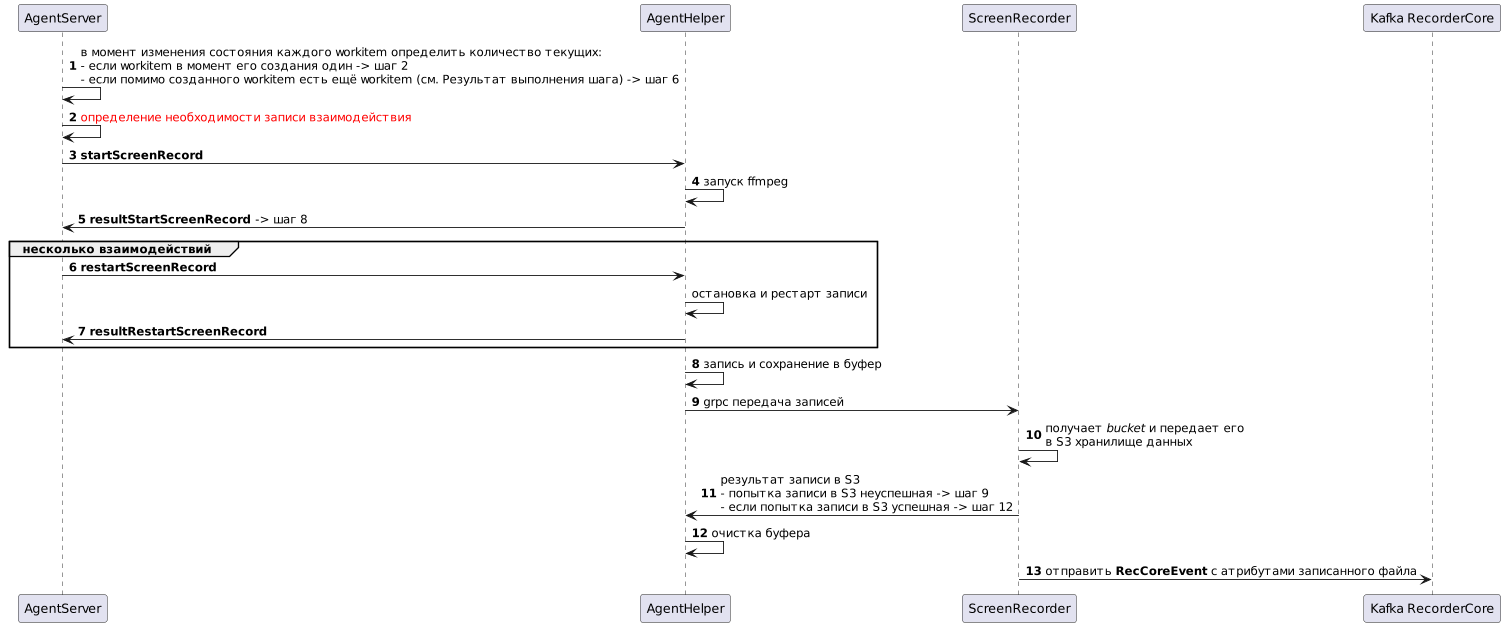 AgentServer
AgentHelper
ScreenRecorder
Kafka RecorderCore
в момент изменения состояния каждого workitem определить количество текущих:
1 - если workitem в момент его создания один -> шаг 2
- если помимо созданного workitem есть ещё workitem (см. Результат выполнения шага) -> шаг 6
2 определение необходимости записи взаимодействия
3 startScreenRecord
4 запуск ffmpeg
5 resultStartScreenRecord -> шаг 8
несколько взаимодействий
6 restartScreenRecord
остановка и рестарт записи
7 resultRestartScreenRecord
8 запись и сохранение в буфер
9 grpc передача записей
10 получает bucket и передает его
в S3 хранилище данных
результат записи в S3
11 - попытка записи в S3 неуспешная -> шаг 9
- если попытка записи в S3 успешная -> шаг 12
12 очистка буфера
13 отправить RecCoreEvent с атрибутами записанного файла
AgentServer
AgentHelper
ScreenRecorder
Kafka RecorderCore